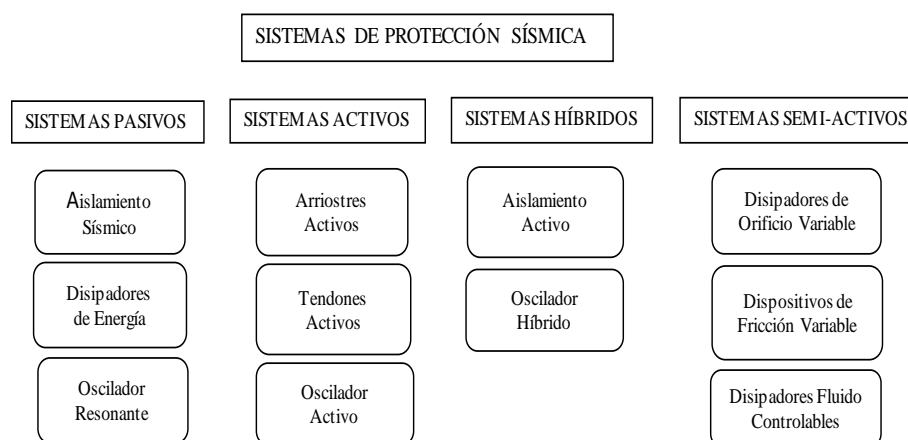 SISTEMAS DE PROTECCIÓN SÍSMICA
SISTEMAS PASIVOS
Aislamiento
Sísmico
Disipadores
de Energía
Oscilador
Resonante
SISTEMAS ACTIVOS
Arriostres
Activos
Tendones
Activos
Oscilador
Activo
SISTEMAS HÍBRIDOS
Aislamiento
Activo
Oscilador
Híbrido
SISTEMAS SEMI-ACTIVOS
Disipadores de
Orificio Variable
Dispositivos de
Fricción Variable
Disipadores Fluido
Controlables